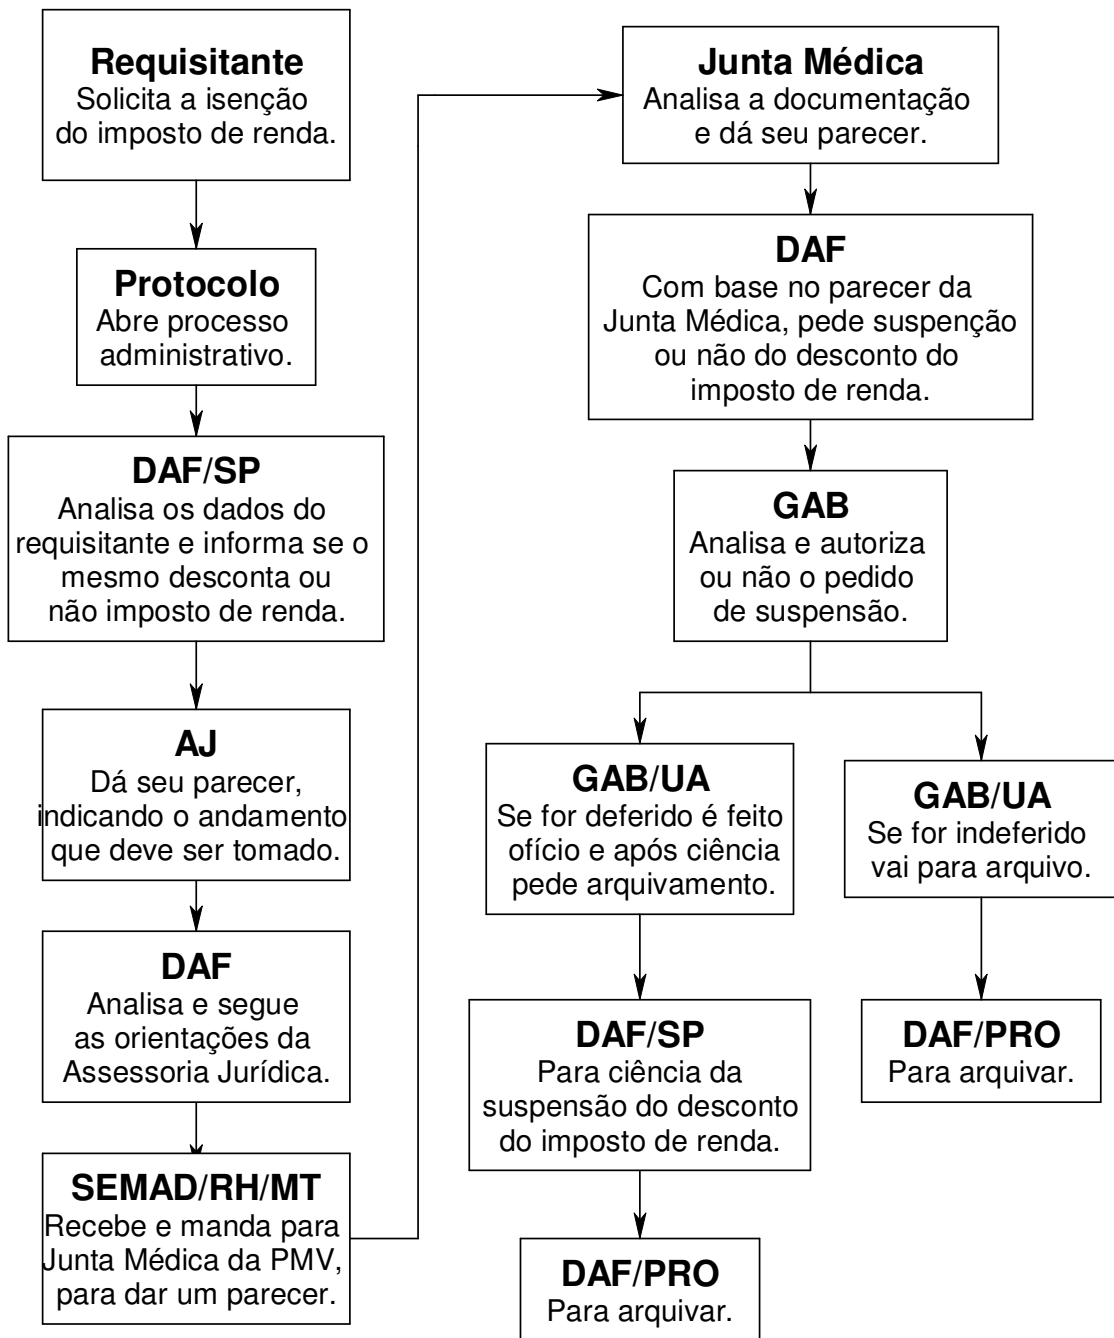 Requisitante
Solicita a isenção
do imposto de renda.
Protocolo
Abre processo
administrativo.
DAF/SP
Analisa os dados do
requisitante e informa se o
mesmo desconta ou
não imposto de renda.
AJ
Dá seu parecer,
indicando o andamento
que deve ser tomado.
DAF
Analisa e segue
as orientações da
Assessoria Jurídica.
SEMAD/RH/MT
Recebe e manda para
Junta Médica da PMV,
para dar um parecer.
Junta Médica
Analisa a documentação
e dá seu parecer.
DAF
Com base no parecer da
Junta Médica, pede suspenção
ou não do desconto do
imposto de renda.
GAB
Analisa e autoriza
ou não o pedido
de suspensão.
GAB/UA
Se for deferido é feito
ofício e após ciência
pede arquivamento.
DAF/SP
Para ciência da
suspensão do desconto
do imposto de renda.
DAF/PRO
Para arquivar.
GAB/UA
Se for indeferido
vai para arquivo.
DAF/PRO
Para arquivar.